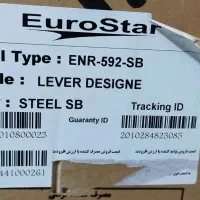 EuroStar
l Type : ENR-592-SB
le : LEVER DESIGNE
: STEEL SB
Tracking ID
Guaranty ID
010800023
2010284823083
441000261